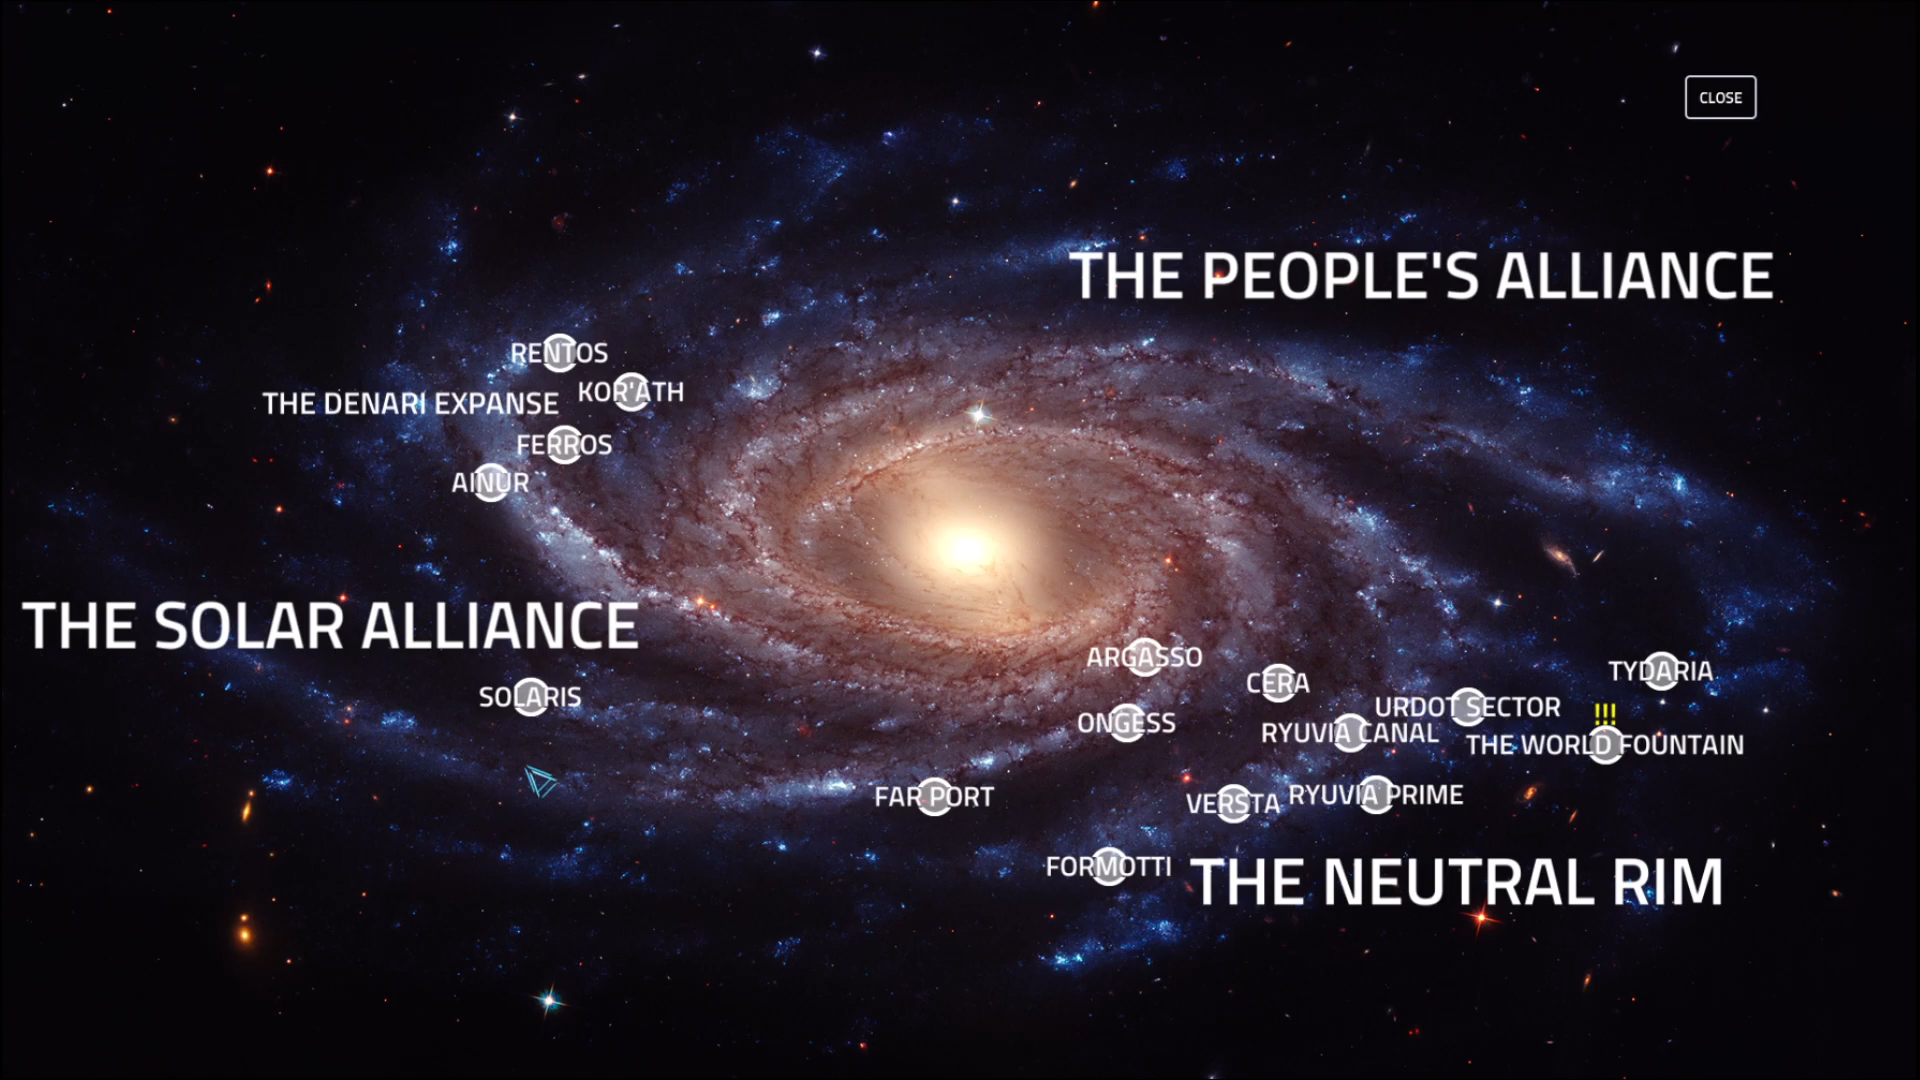 CLOSE
THE PEOPLE'S ALLIANCE
RENTOS
KOR'ATH
THE DENARI EXPANSE
FERROS
AINUR
THE SOLAR ALLIANCE
SOLARIS
ARGASSO
TYDARIA
CERA
URDOT SECTOR
!!!
ONGESS
RYUVIA CANAL
THE WORLD FOUNTAIN
FAR PORT
VERSTA
RYUVIA PRIME
FORMOTTI
THE NEUTRAL RIM